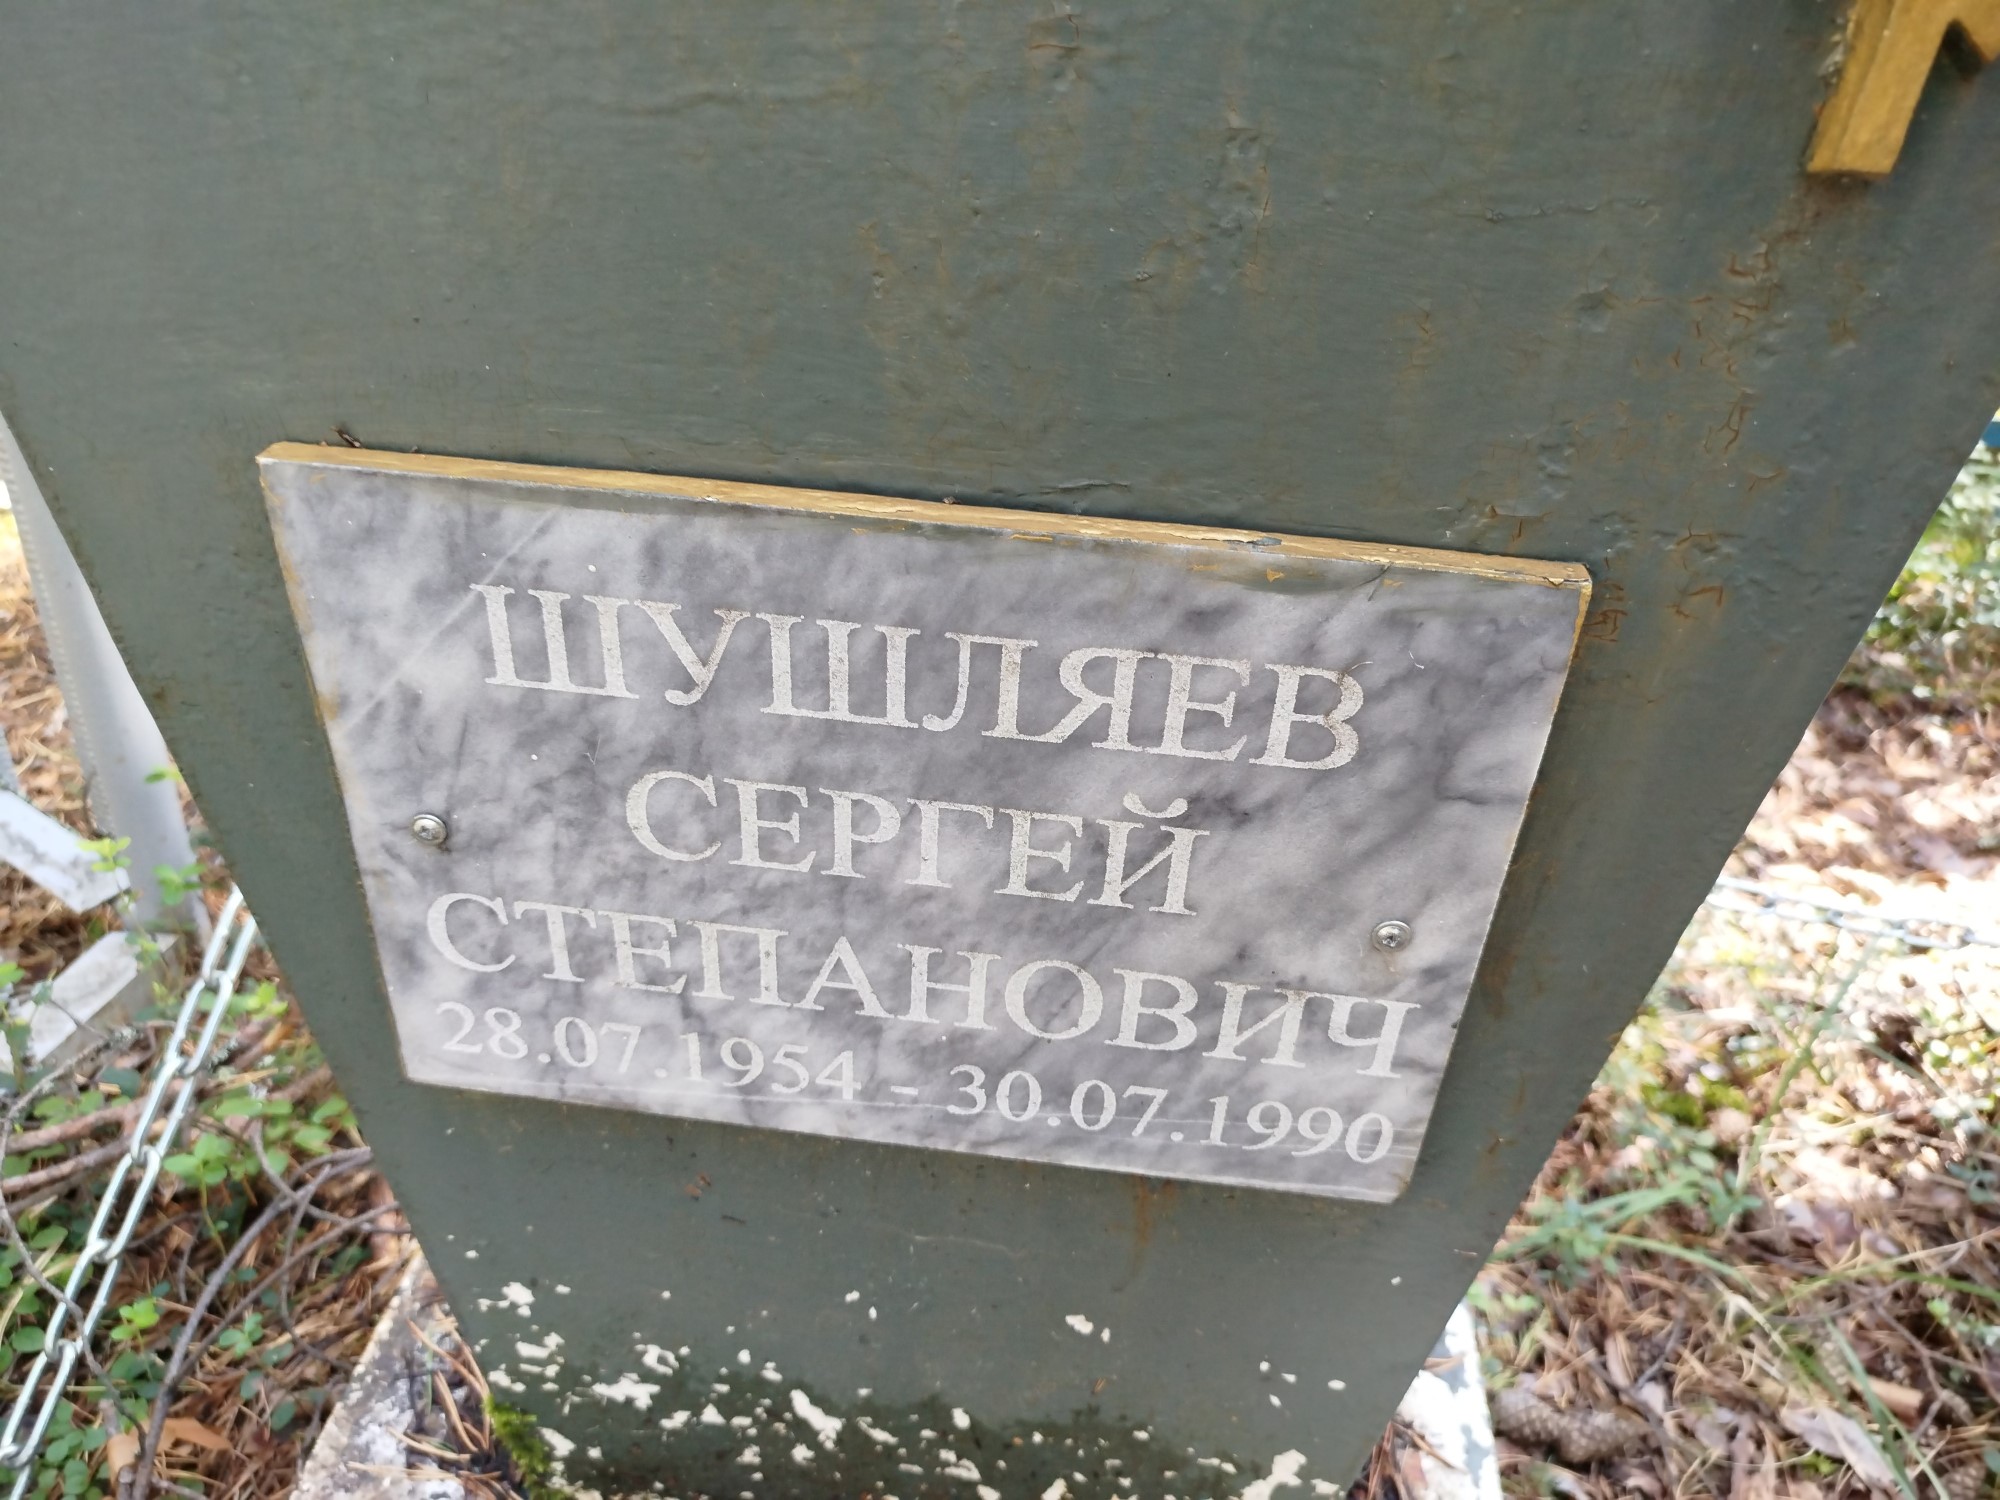 ШУШЛЯЕВ
СЕРГЕЙ
СТЕПАНОВИЧ
28.07.1954 - 30.07.1990